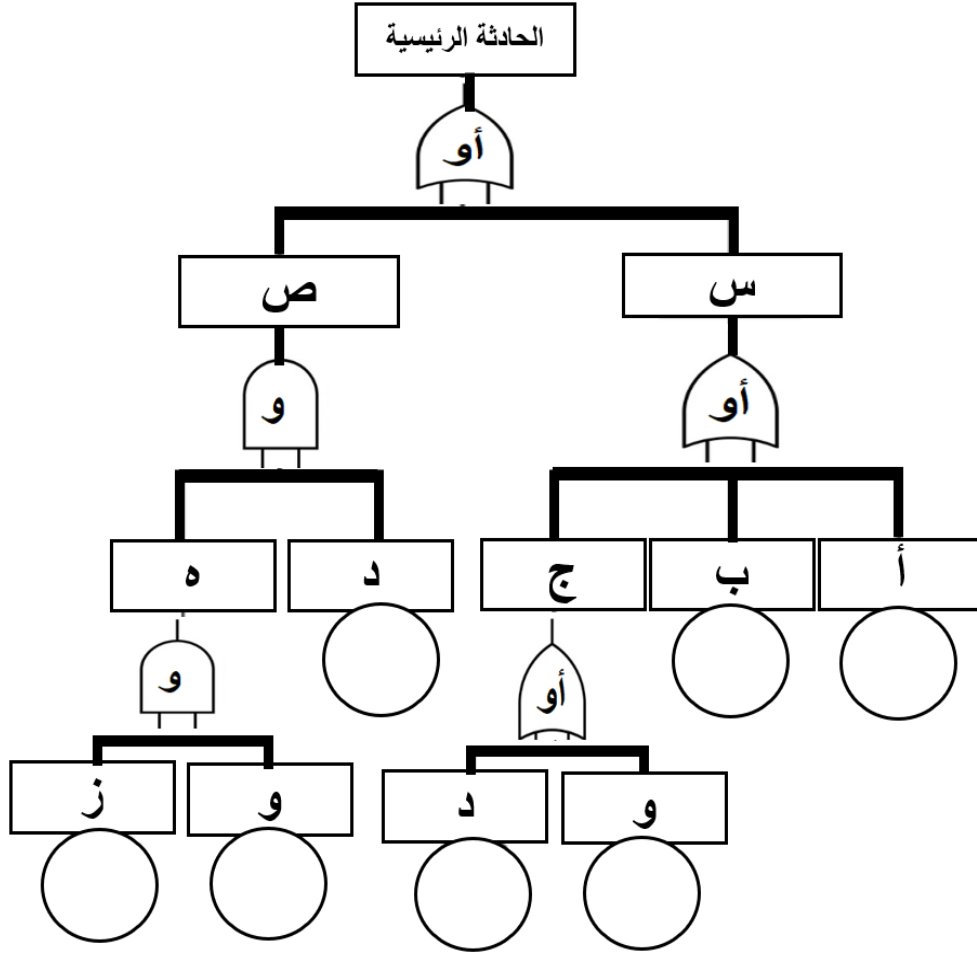 الحادثة الرئيسية
أو
س
ص
أو
و
أ
ب
ج
د
ه
أو
و
و
د
و
ز